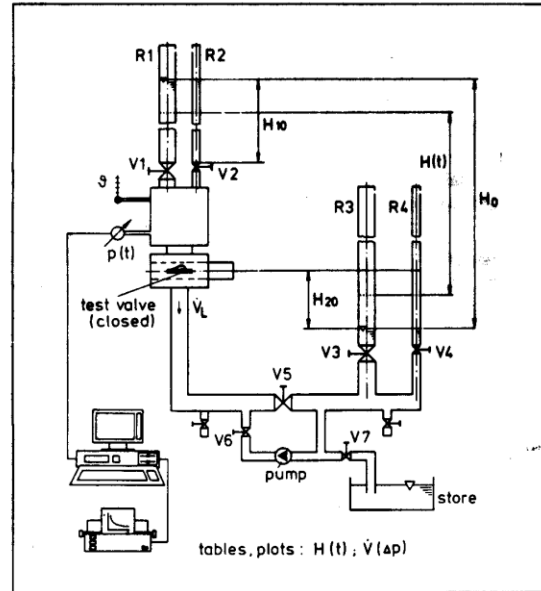 R1 R2
H10
V1
V2
H(t)
H0
ϑ
R3 R4
p(t)
test valve
(closed)
V̇L
H20
V3
V4
V5
V6
V7
pump
store
tables, plots : H(t) ; V̇(Δp)